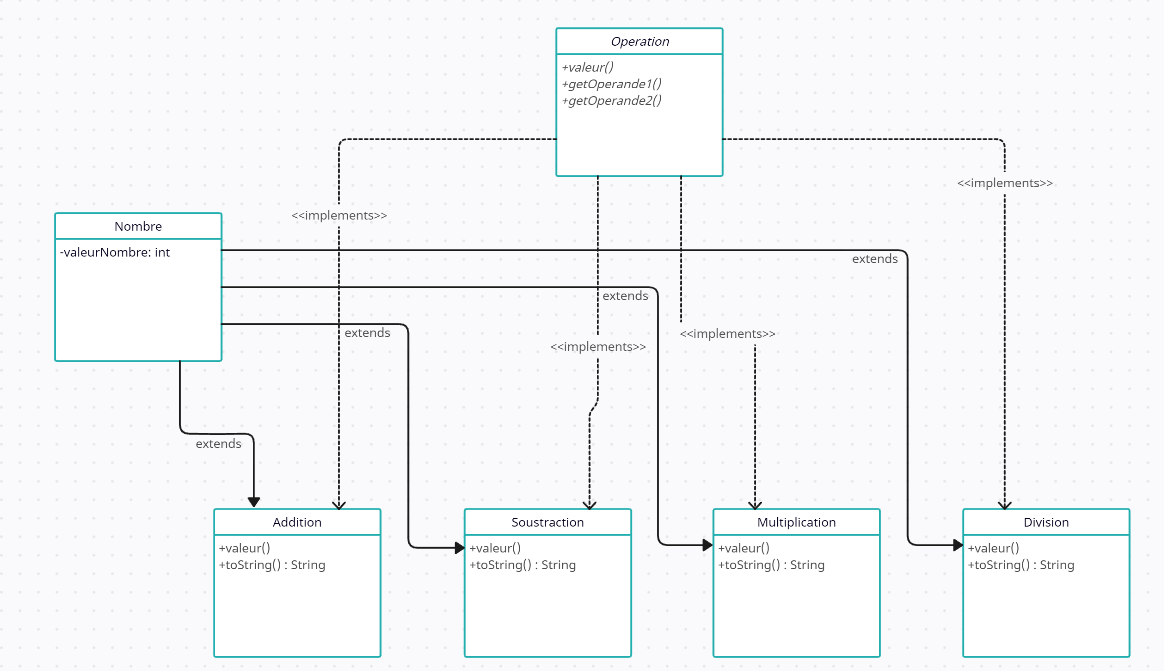 Operation
+valeur()
+getOperande1()
+getOperande2()
<<implements>>
<<implements>>
Nombre
-valeurNombre: int
extends
extends
extends
<<implements>>
<<implements>>
extends
Addition
+valeur()
+toString() : String
Soustraction
+valeur()
+toString() : String
Multiplication
+valeur()
+toString() : String
Division
+valeur()
+toString() : String